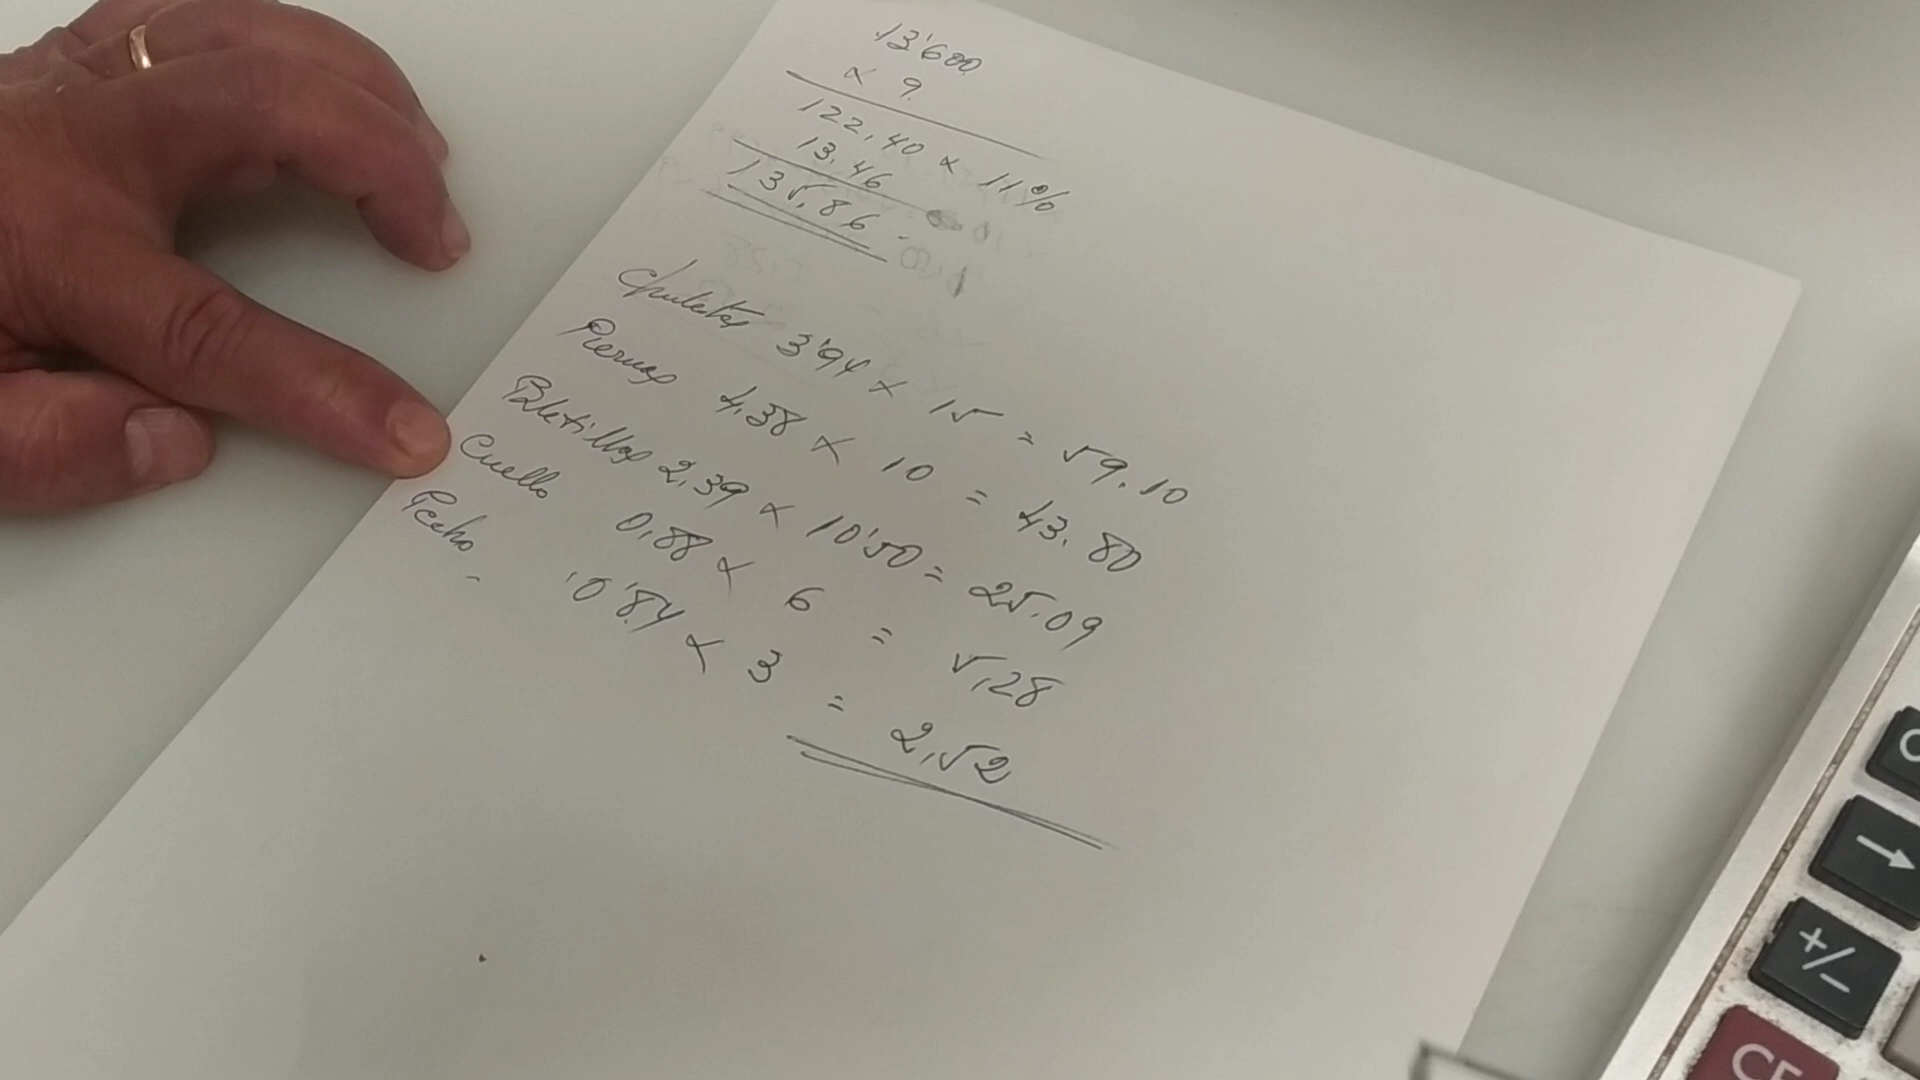 13'600
x 9
122,40 x 11%
13,46
135,86
Chuletas 3'94 x 15 = 59.10
Piernas 4,38 x 10 = 43.80
Paletillas 2,39 x 10'50 = 25.09
Cuello 0,88 x 6 = 5,28
Pecho - 0'84 x 3 = 2,52
→
+/-